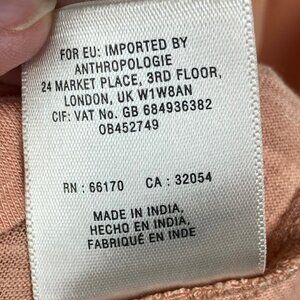 FOR EU: IMPORTED BY
ANTHROPOLOGIE
24 MARKET PLACE, 3RD FLOOR,
LONDON, UK W1W8AN
CIF: VAT No. GB 684936382
OB452749
RN : 66170 CA : 32054
MADE IN INDIA,
HECHO EN INDIA,
FABRIQUÉ EN INDE